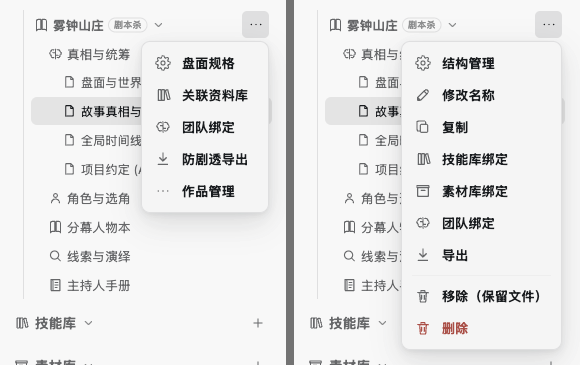 雾钟山庄 剧本杀
真相与统筹
盘面与世界
故事真相与
全局时间线
项目约定 (A
角色与选角
分幕人物本
线索与演绎
主持人手册
技能库
盘面规格
关联资料库
团队绑定
防剧透导出
作品管理
雾钟山庄 剧本杀
真相与
盘面
故事
全局
项目
角色与选
分幕人
线索与演
主持人手
技能库
结构管理
修改名称
复制
技能库绑定
素材库绑定
团队绑定
导出
移除（保留文件）
删除